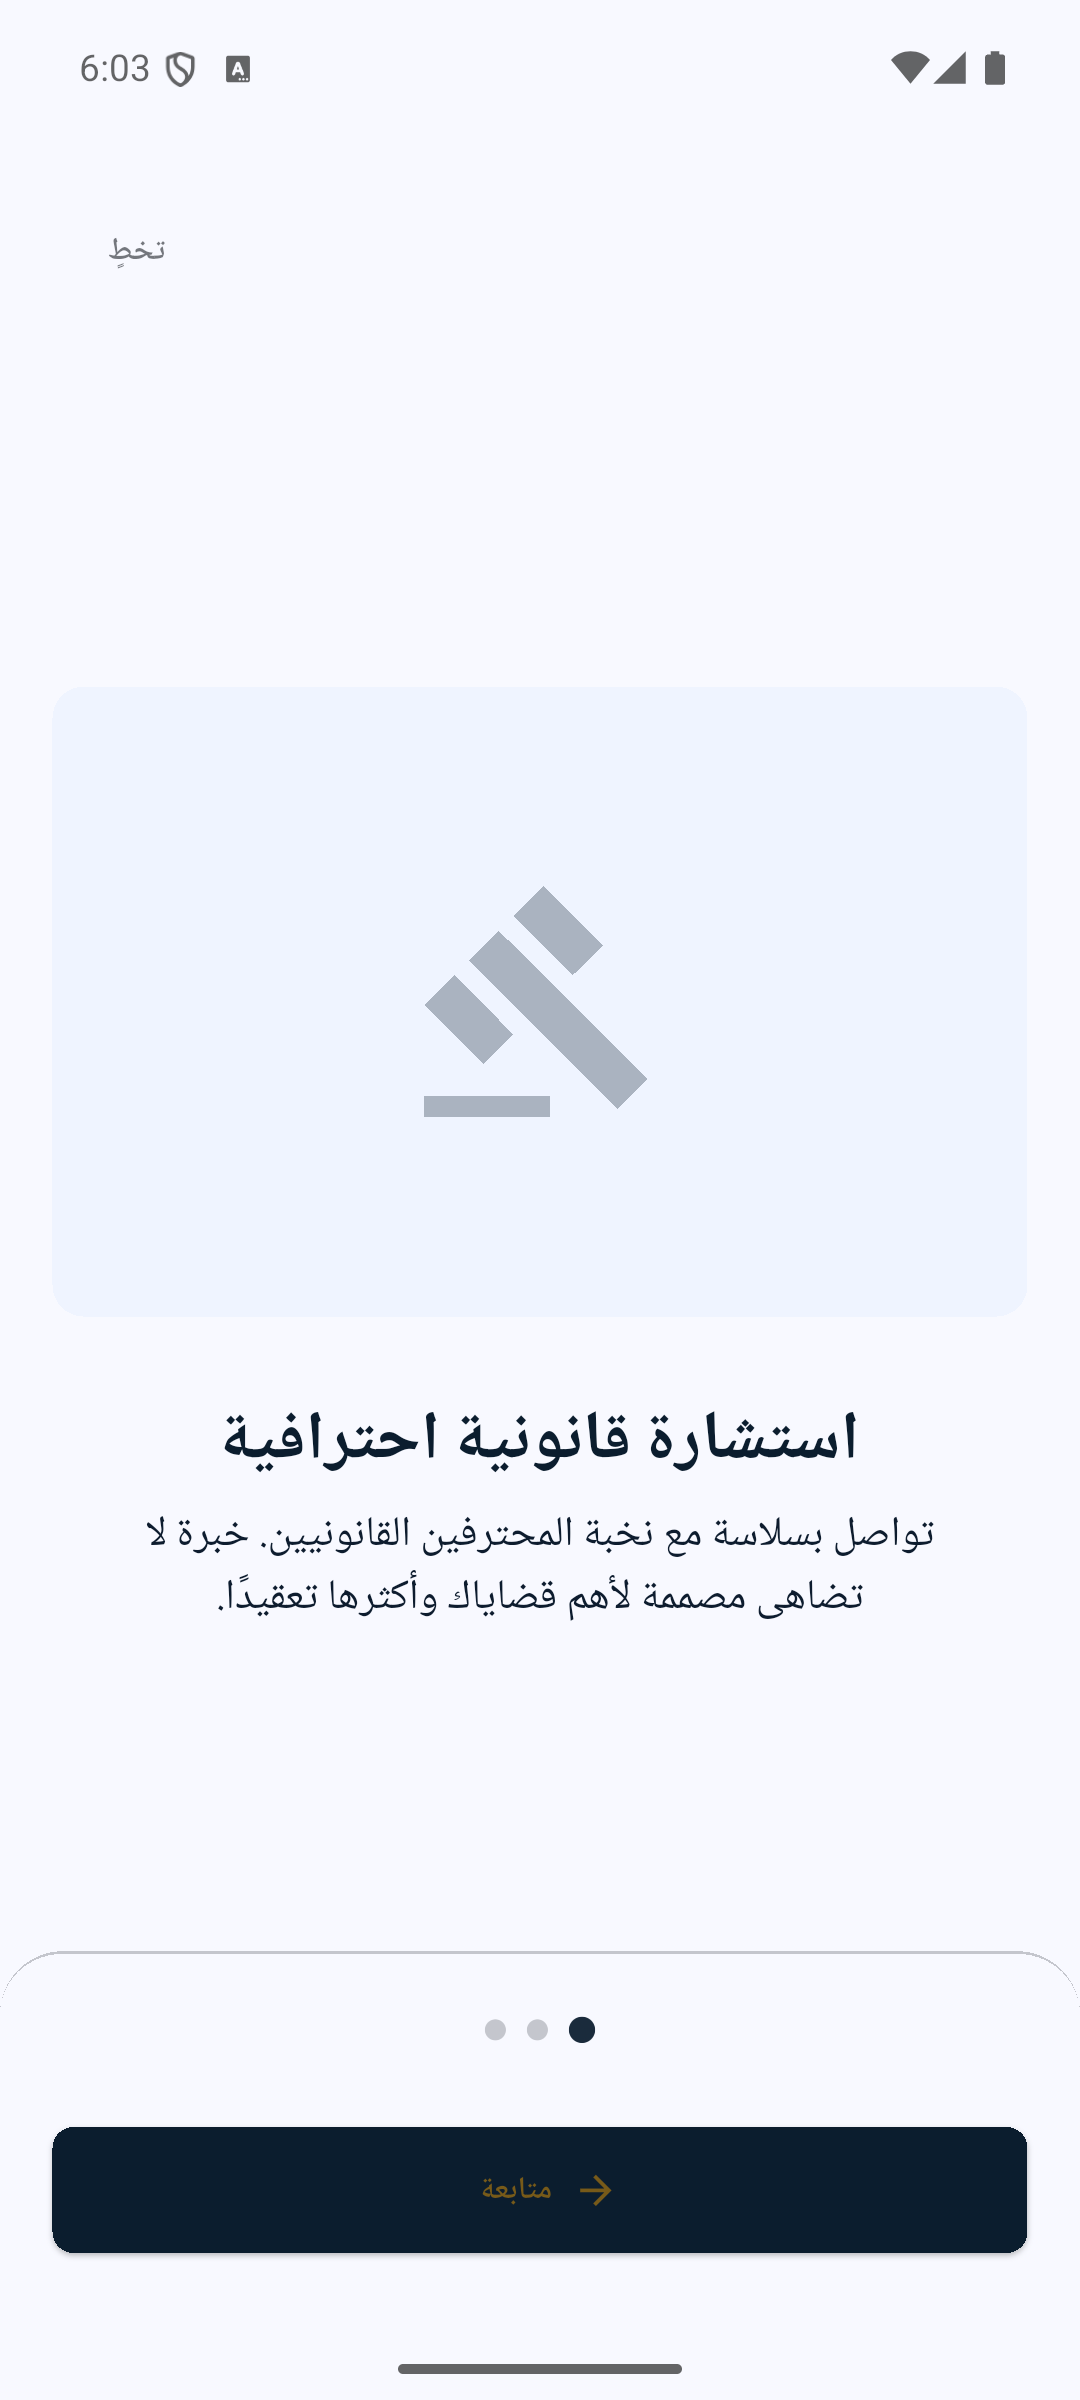 6:03
تخطٍ
استشارة قانونية احترافية
تواصل بسلاسة مع نخبة المحترفين القانونيين. خبرة لا
تضاهى مصممة لأهم قضاياك وأكثرها تعقيدًا.
متابعة